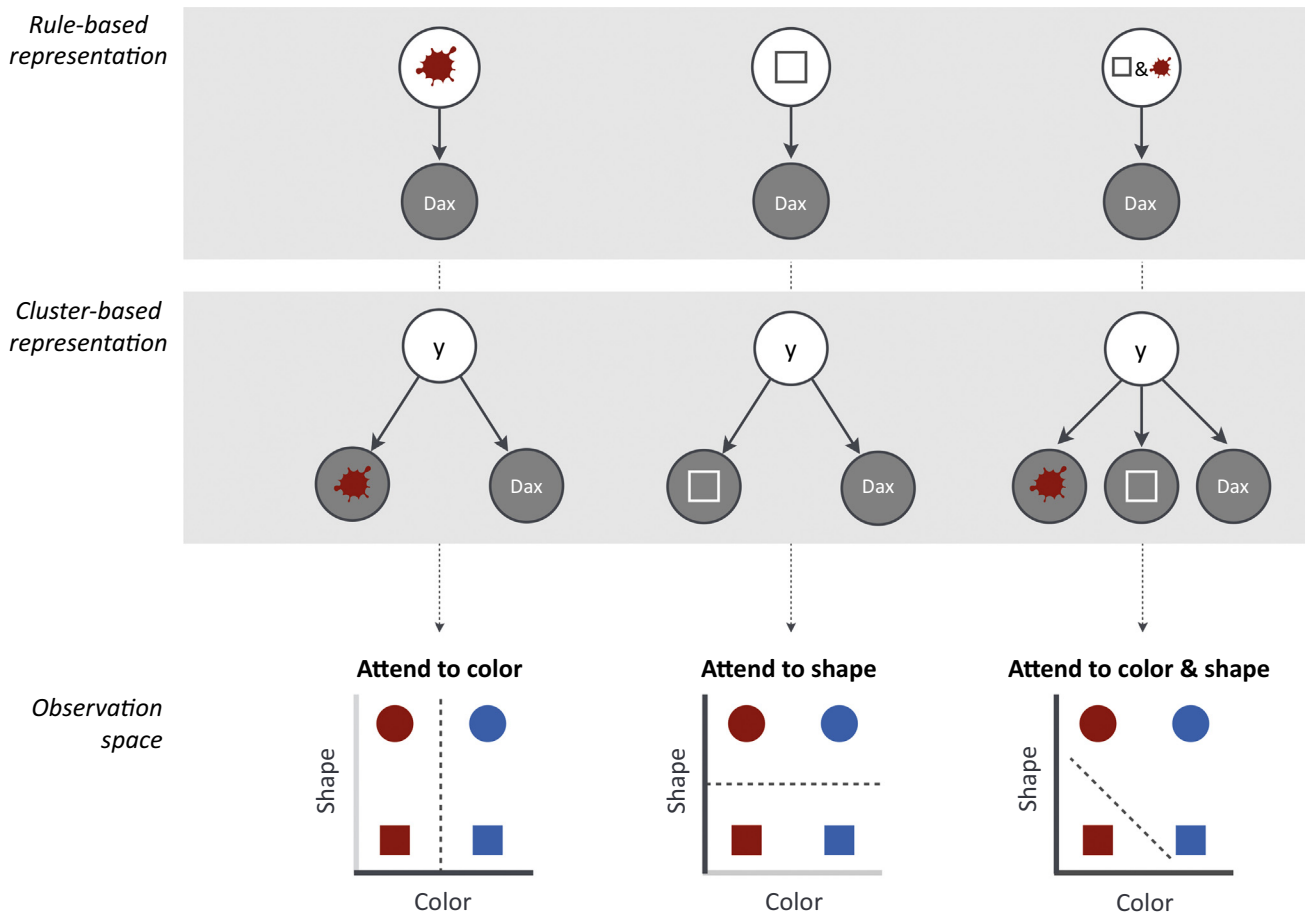 Rule-based
representation
&
Dax
Dax
Dax
Cluster-based
representation
y
y
y
Dax
Dax
Dax
Attend to color
Attend to shape
Attend to color & shape
Observation
space
Shape
Shape
Shape
Color
Color
Color